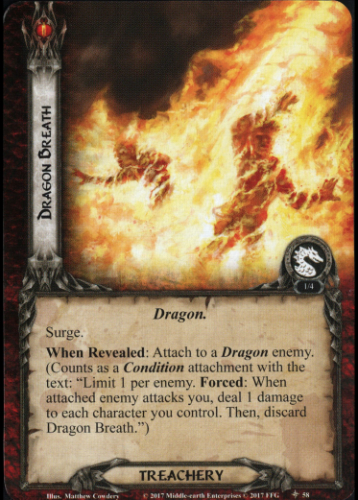 DRAGON BREATH
1/4
Dragon.
Surge.
When Revealed: Attach to a Dragon enemy.
(Counts as a Condition attachment with the
text: “Limit 1 per enemy. Forced: When
attached enemy attacks you, deal 1 damage
to each character you control. Then, discard
Dragon Breath.”)
TREACHERY
Illus. Matthew Cowdery © 2017 Middle-earth Enterprises © 2017 FFG 58